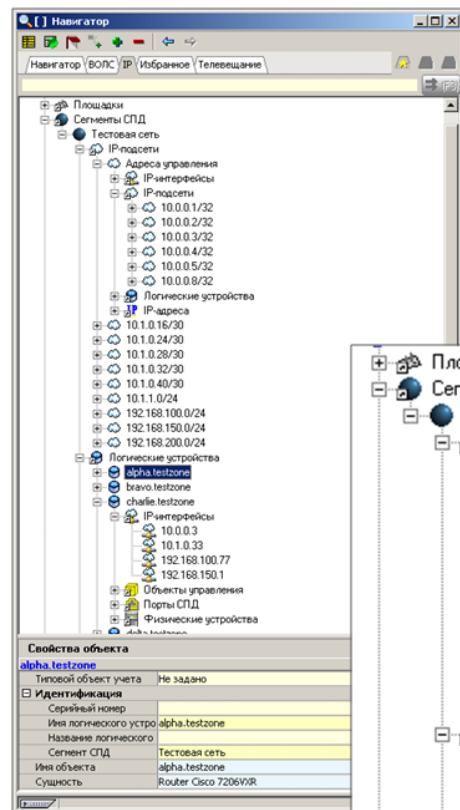 [ ] Навигатор
Навигатор ВОЛС IP Избранное Телевещание
(F3)
Площадки
Сегменты СПД
Тестовая сеть
IP-подсети
Адреса управления
IP-интерфейсы
IP-подсети
10.0.0.1/32
10.0.0.2/32
10.0.0.3/32
10.0.0.4/32
10.0.0.5/32
10.0.0.8/32
Логические устройства
IP-адреса
10.1.0.16/30
10.1.0.24/30
10.1.0.28/30
10.1.0.32/30
10.1.0.40/30
10.1.1.0/24
192.168.100.0/24
192.168.150.0/24
192.168.200.0/24
Логические устройства
alpha.testzone
bravo.testzone
charlie.testzone
IP-интерфейсы
10.0.0.3
10.1.0.33
192.168.100.77
192.168.150.1
Объекты управления
Порты СПД
Физические устройства
delta.testzone
Пло
Сег
Свойства объекта
alpha.testzone
Типовой объект учета Не задано
Идентификация
Серийный номер
Имя логического устро alpha.testzone
Название логического
Сегмент СПД Тестовая сеть
Имя объекта alpha.testzone
Сущность Router Cisco 7206VXR